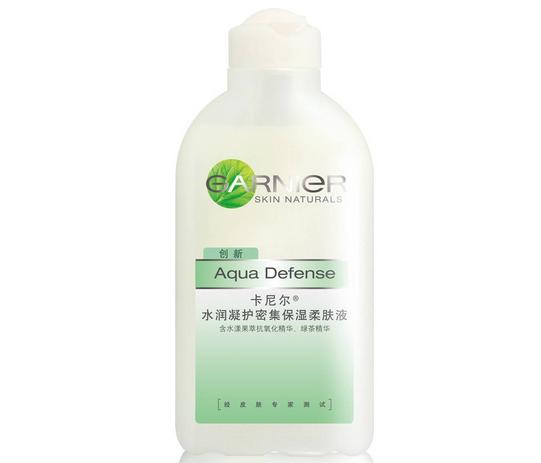 GARNIER
SKIN NATURALS
创新
Aqua Defense
卡尼尔®
水润凝护密集保湿柔肤液
含水漾果萃抗氧化精华、绿茶精华
[经皮肤专家测试]